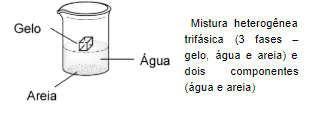 Gelo
Água
Areia
Mistura heterogênea
trifásica (3 fases –
gelo, água e areia) e
dois componentes
(água e areia)